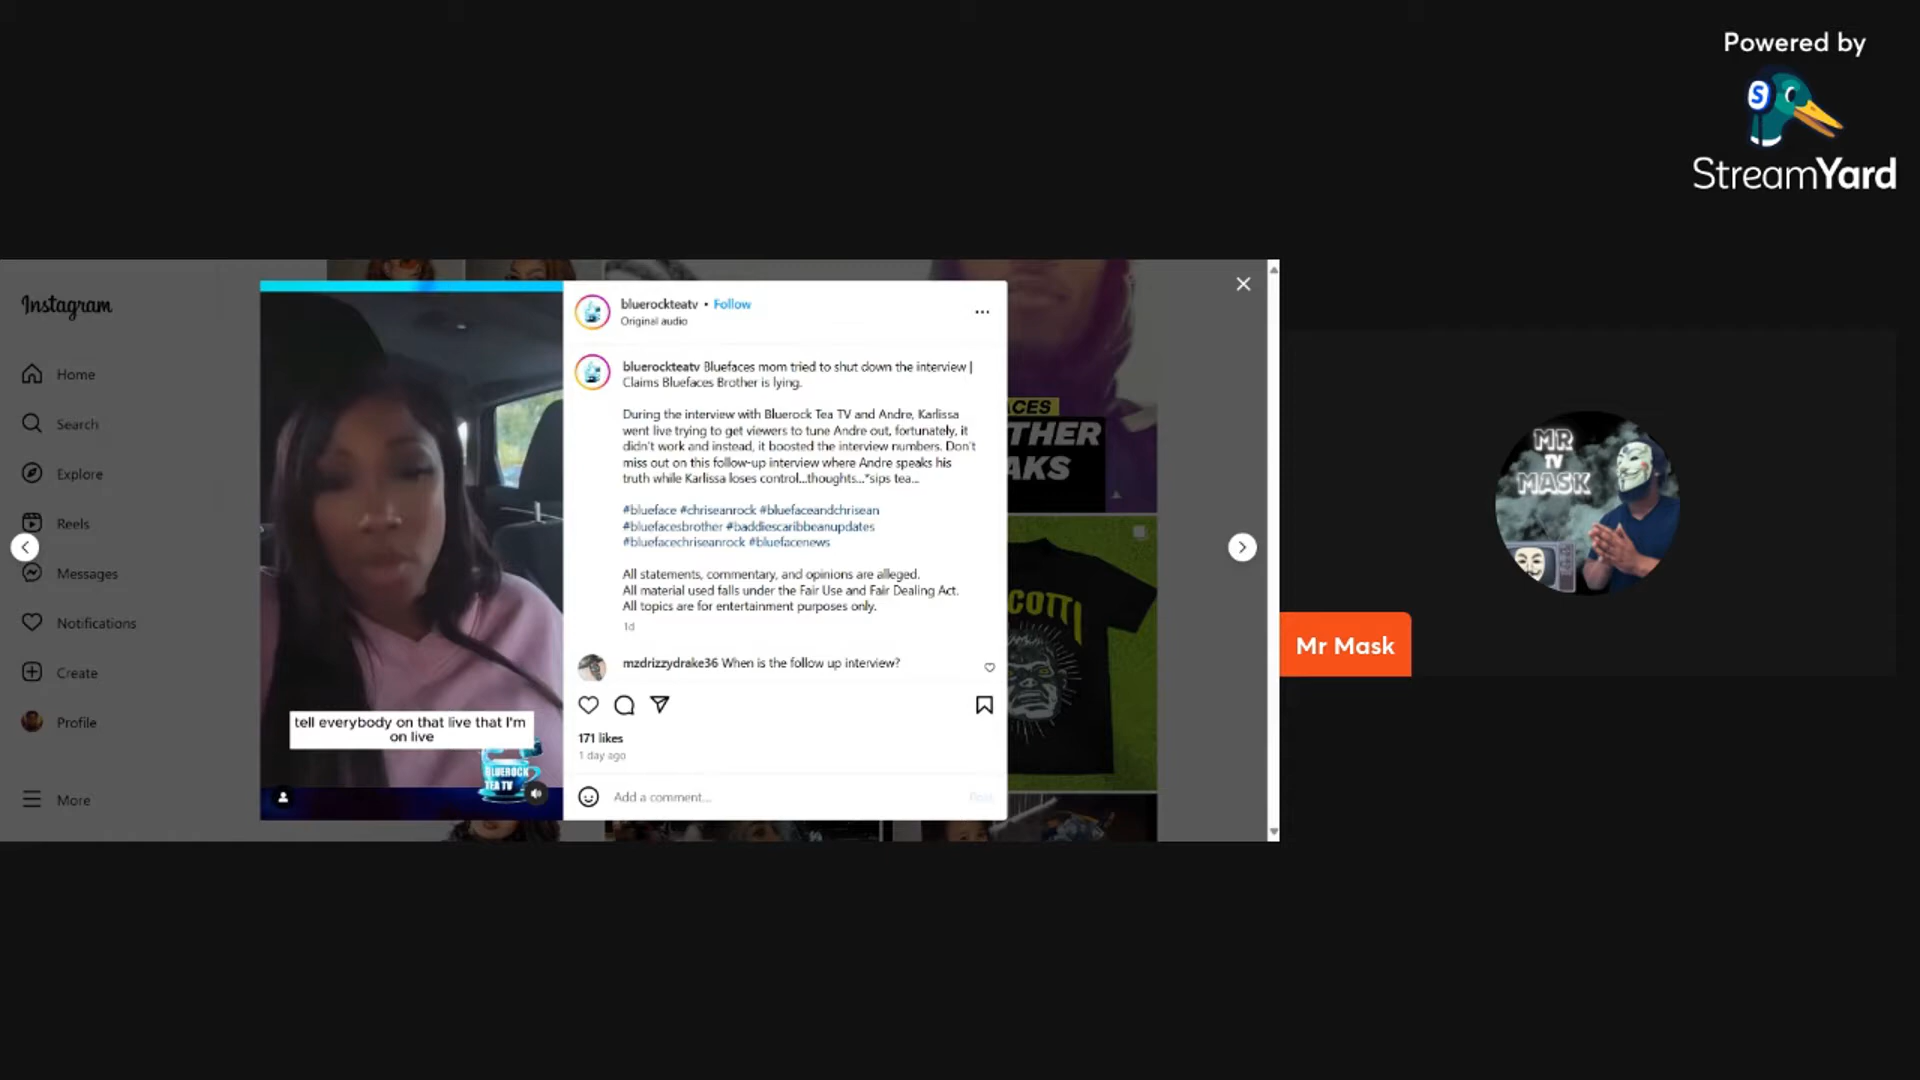 Powered by
StreamYard
Instagram
Home
Search
Explore
Reels
Messages
Notifications
Create
Profile
More
tell everybody on that live that I'm
on live
BLUEROCK
TEA TV
bluerockteatv • Follow
Original audio
bluerockteatv Bluefaces mom tried to shut down the interview |
Claims Bluefaces Brother is lying.
During the interview with Bluerock Tea TV and Andre, Karlissa
went live trying to get viewers to tune Andre out, fortunately, it
didn't work and instead, it boosted the interview numbers. Don't
miss out on this follow-up interview where Andre speaks his
truth while Karlissa loses control...thoughts...*sips tea...
#blueface #chriseanrock #bluefaceandchrisean
#bluefacesbrother #baddiescaribbeanupdates
#bluefacechriseanrock #bluefacenews
All statements, commentary, and opinions are alleged.
All material used falls under the Fair Use and Fair Dealing Act.
All topics are for entertainment purposes only.
1d
mzdrizzydrake36 When is the follow up interview?
171 likes
1 day ago
Add a comment...
Post
ACES
THER
AKS
SCOTTI
MR
TV
MASK
Mr Mask